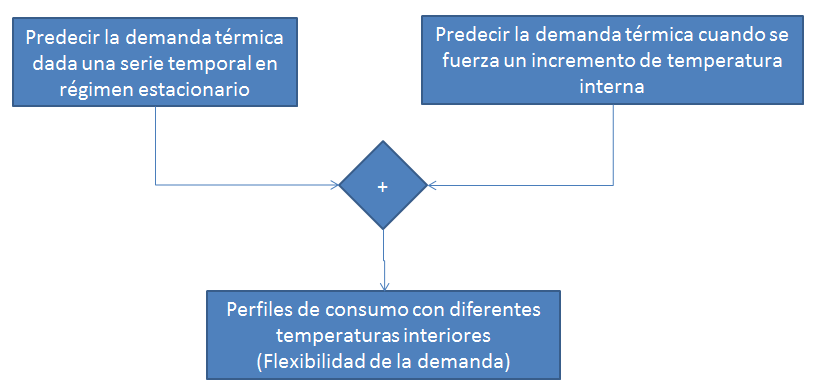 Predecir la demanda térmica
dada una serie temporal en
régimen estacionario
Predecir la demanda térmica cuando se
fuerza un incremento de temperatura
interna
+
Perfiles de consumo con diferentes
temperaturas interiores
(Flexibilidad de la demanda)